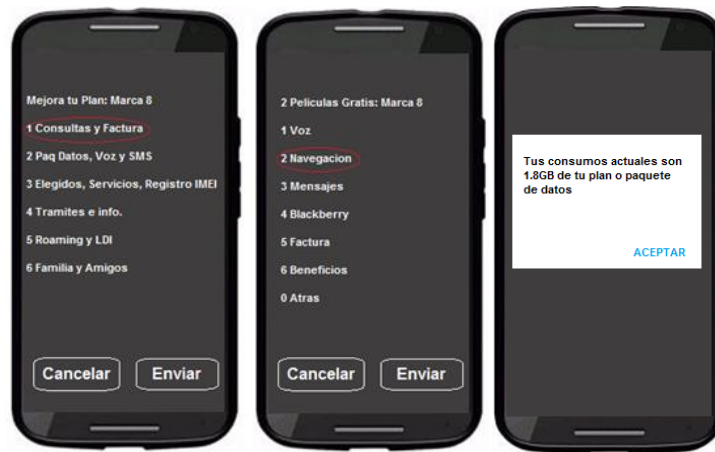 Mejora tu Plan: Marca 8
1 Consultas y Factura
2 Paq Datos, Voz y SMS
3 Elegidos, Servicios, Registro IMEI
4 Tramites e info.
5 Roaming y LDI
6 Familia y Amigos
Cancelar
Enviar
2 Peliculas Gratis: Marca 8
1 Voz
2 Navegacion
3 Mensajes
4 Blackberry
5 Factura
6 Beneficios
0 Atras
Cancelar
Enviar
Tus consumos actuales son
1.8GB de tu plan o paquete
de datos
ACEPTAR